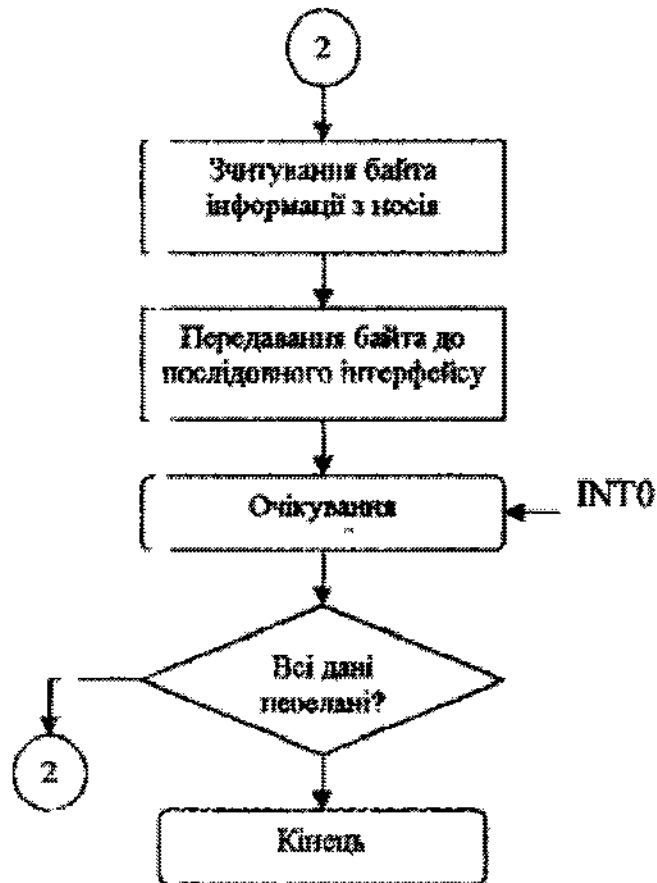 2
Зчитування байта
інформації з носія
Передавання байта до
послідовного інтерфейсу
Очікування
INT0
Всі дані
передані?
2
Кінець